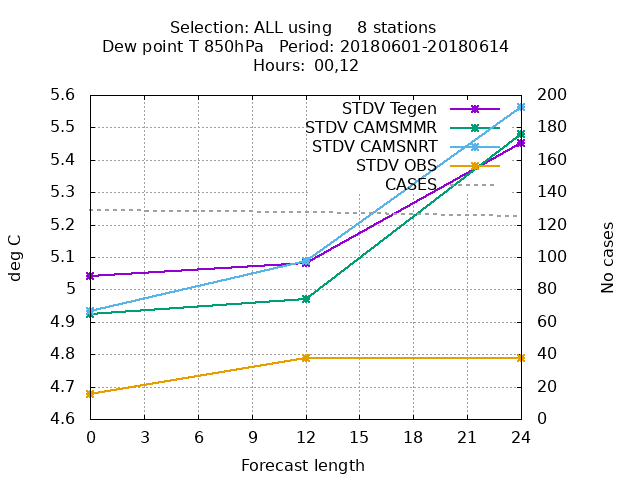 Selection: ALL using     8 stations
Dew point T 850hPa   Period: 20180601-20180614
Hours:  00,12
5.6
5.5
5.4
5.3
5.2
5.1
5
4.9
4.8
4.7
4.6
deg C
STDV Tegen
STDV CAMSMMR
STDV CAMSNRT
STDV OBS
CASES
200
180
160
140
120
100
80
60
40
20
0
No cases
0 3 6 9 12 15 18 21 24
Forecast length